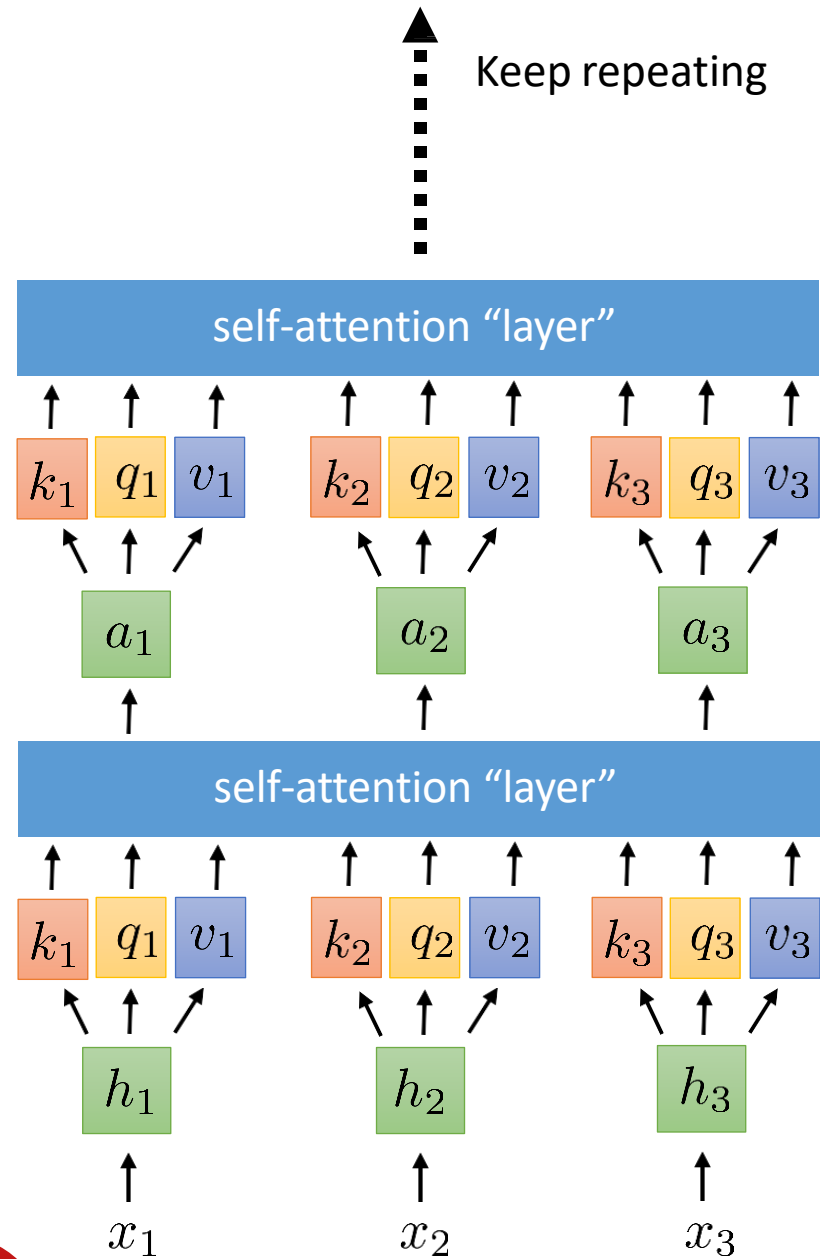 Keep repeating
self-attention “layer”
k₁ q₁ v₁ k₂ q₂ v₂ k₃ q₃ v₃
a₁ a₂ a₃
self-attention “layer”
k₁ q₁ v₁ k₂ q₂ v₂ k₃ q₃ v₃
h₁ h₂ h₃
x₁ x₂ x₃